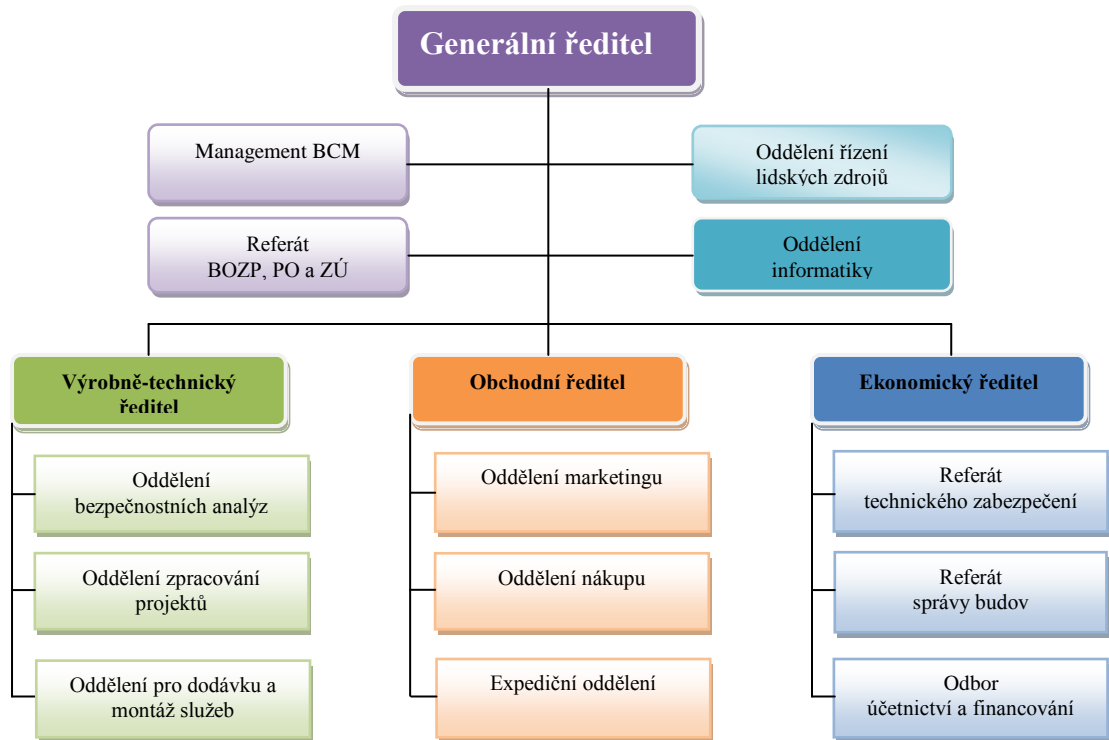 Generální ředitel
Management BCM
Oddělení řízení
lidských zdrojů
Referát
BOZP, PO a ZÚ
Oddělení
informatiky
Výrobně-technický
ředitel
Obchodní ředitel
Ekonomický ředitel
Oddělení
bezpečnostních analýz
Oddělení marketingu
Referát
technického zabezpečení
Oddělení zpracování
projektů
Oddělení nákupu
Referát
správy budov
Oddělení pro dodávku a
montáž služeb
Expediční oddělení
Odbor
účetnictví a financování